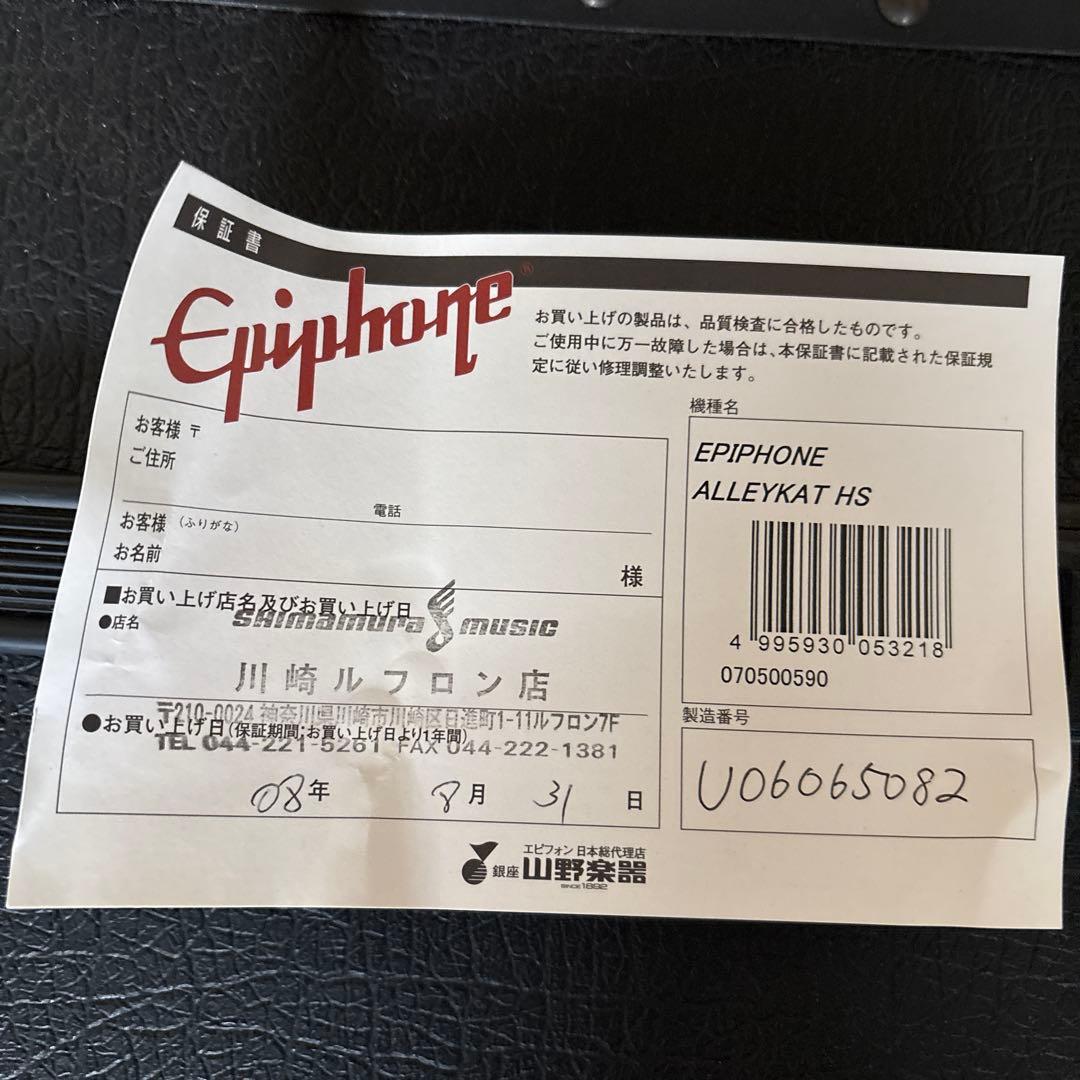 保証書
Epiphone®
お買い上げの製品は、品質検査に合格したものです。
ご使用中に万一故障した場合は、本保証書に記載された保証規
定に従い修理調整いたします。
お客様 〒
ご住所
電話
お客様 (ふりがな)
お名前
様
■お買い上げ店名及びお買い上げ日
●店名
Shimamura music
川崎ルフロン店
〒210-0024 神奈川県川崎市川崎区日進町1-11ルフロン7F
●お買い上げ日(保証期間;お買い上げ日より1年間)
TEL 044-221-5261 FAX 044-222-1381
08年 8月 31日
機種名
EPIPHONE
ALLEYKAT HS
4 995930 053218
070500590
製造番号
U06065082
エピフォン 日本総代理店
銀座 山野楽器
SINCE 1892